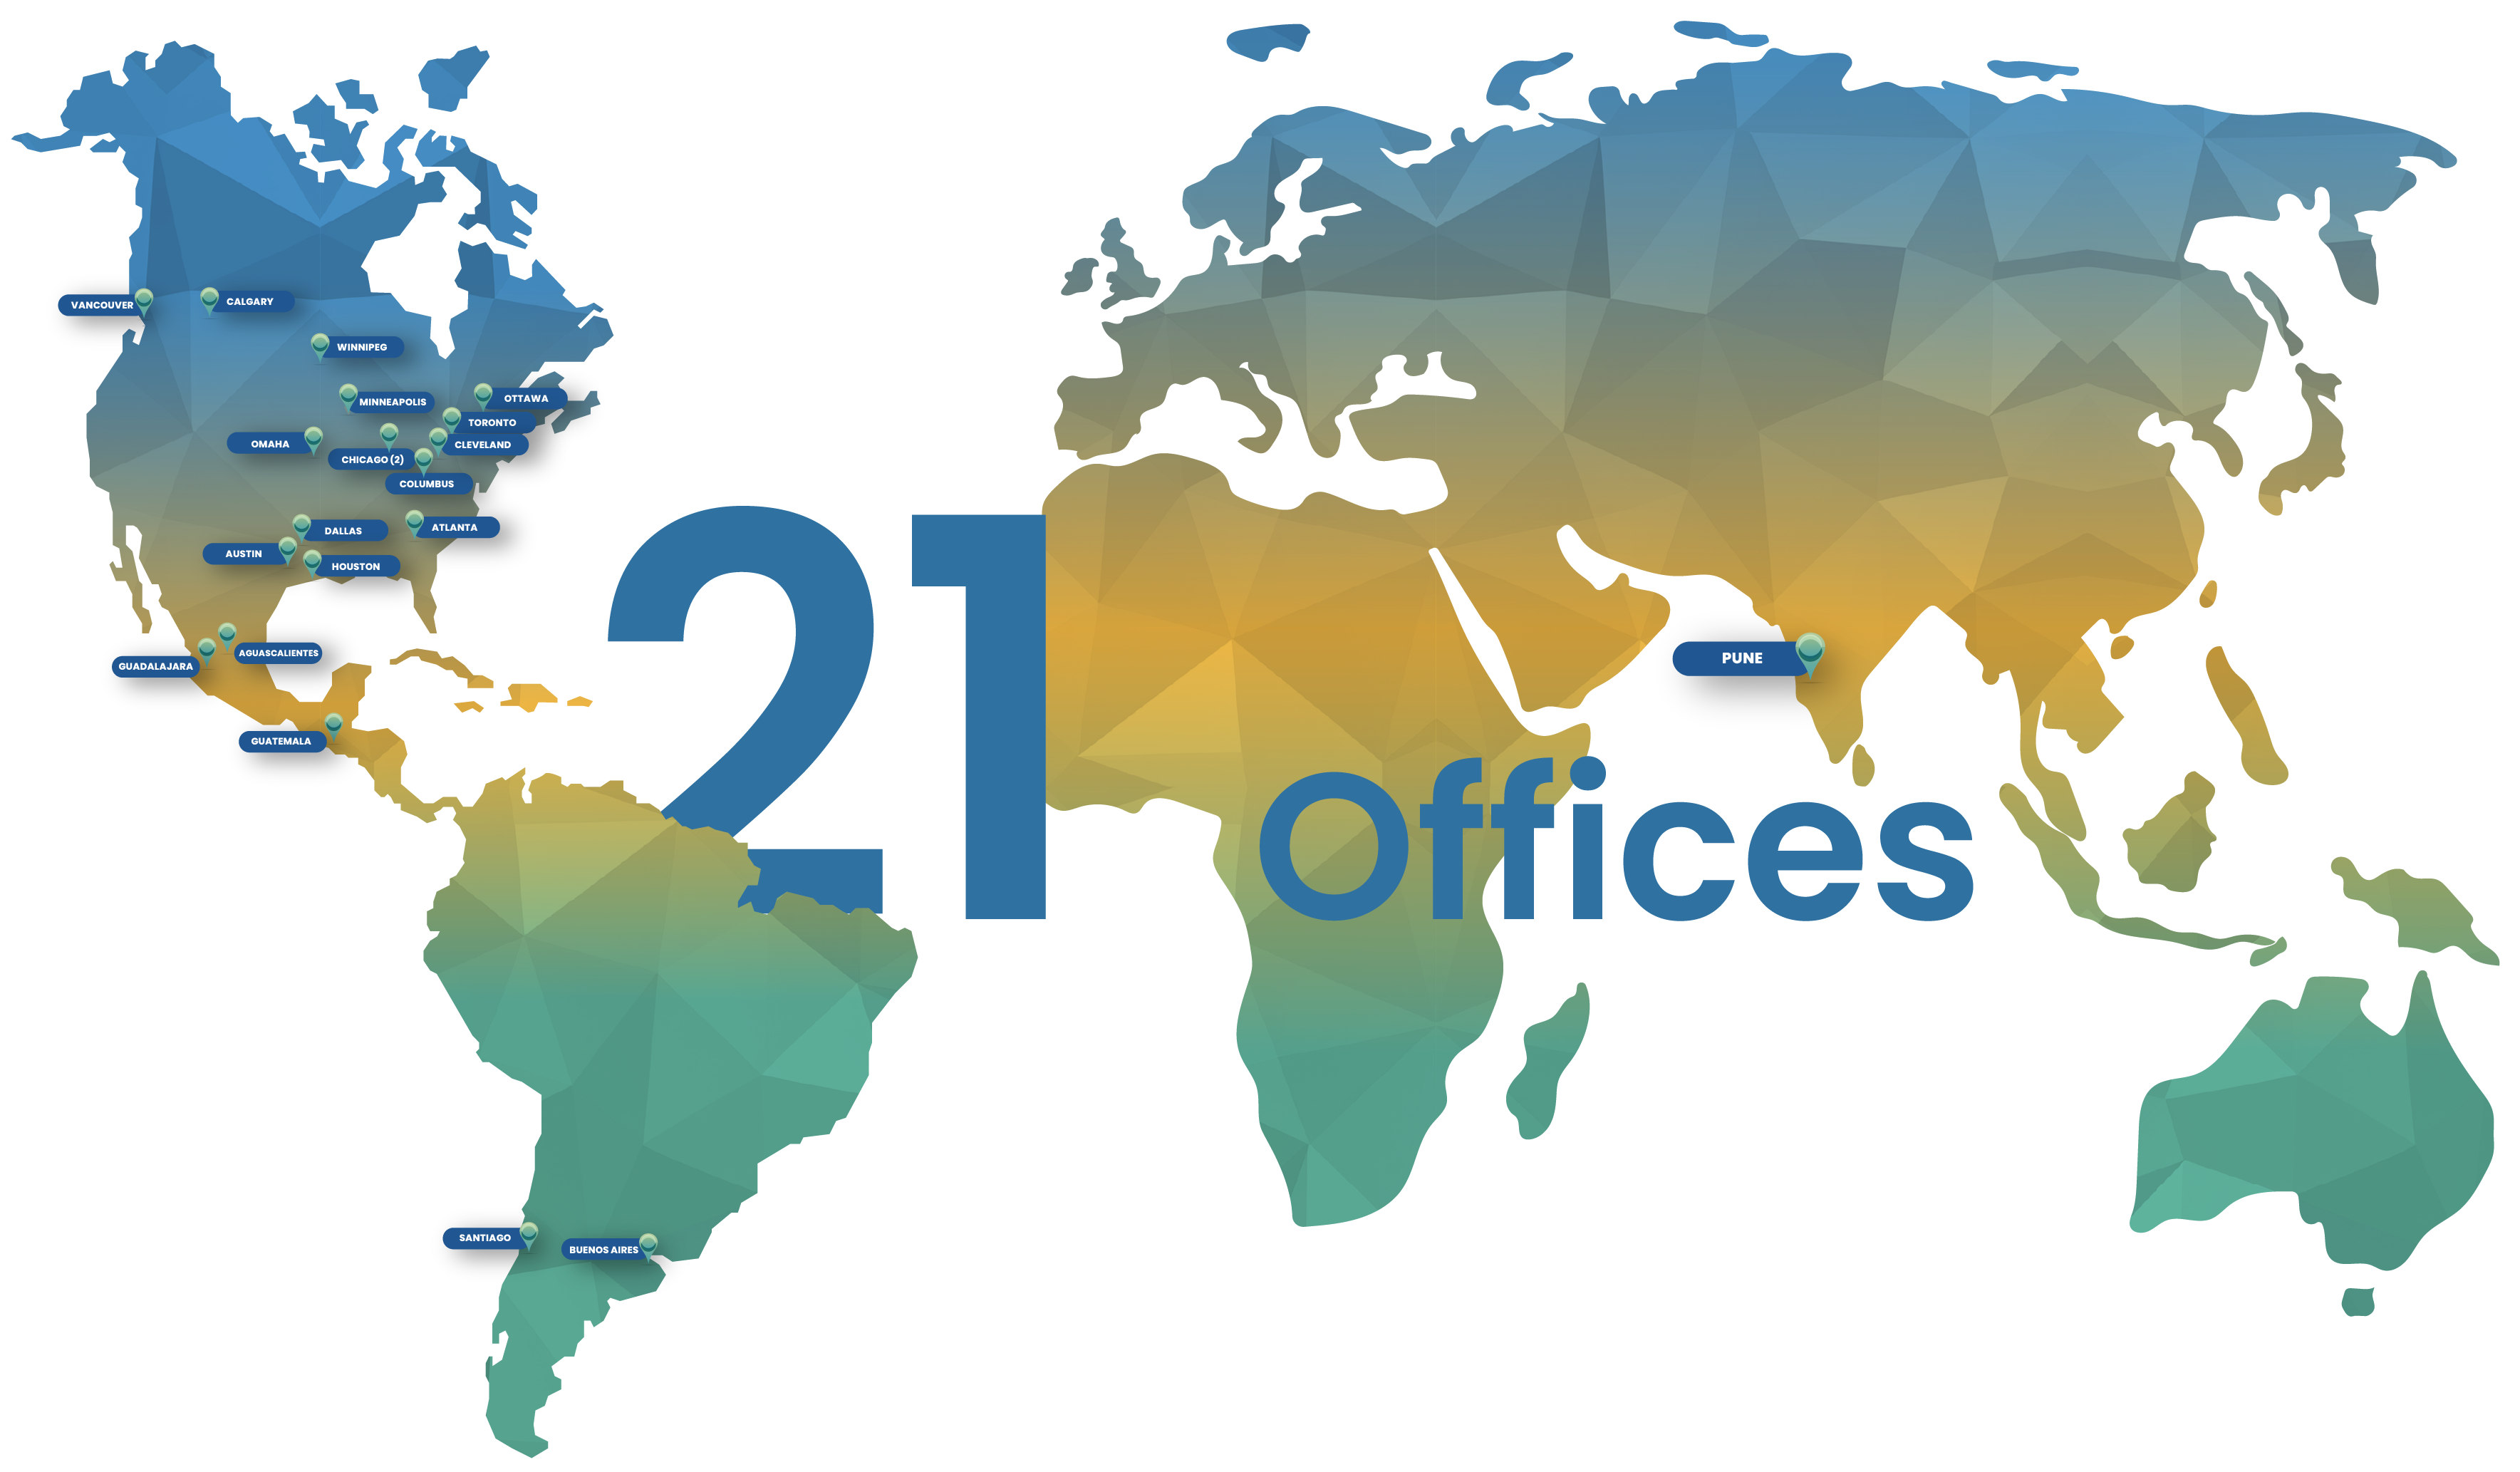 VANCOUVER
CALGARY
WINNIPEG
MINNEAPOLIS
OTTAWA
TORONTO
OMAHA
CLEVELAND
CHICAGO (2)
COLUMBUS
DALLAS
ATLANTA
AUSTIN
HOUSTON
AGUASCALIENTES
GUADALAJARA
GUATEMALA
21 Offices
PUNE
SANTIAGO
BUENOS AIRES